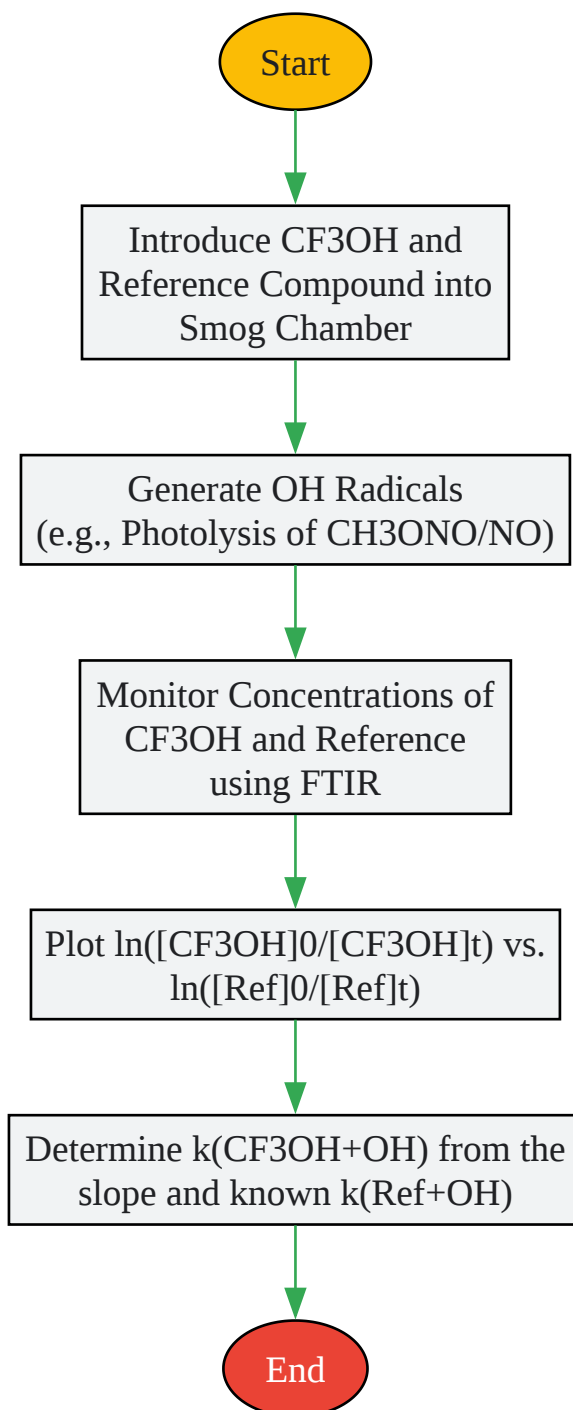 Start
Introduce CF3OH and
Reference Compound into
Smog Chamber
Generate OH Radicals
(e.g., Photolysis of CH3ONO/NO)
Monitor Concentrations of
CF3OH and Reference
using FTIR
Plot ln([CF3OH]0/[CF3OH]t) vs.
ln([Ref]0/[Ref]t)
Determine k(CF3OH+OH) from the
slope and known k(Ref+OH)
End